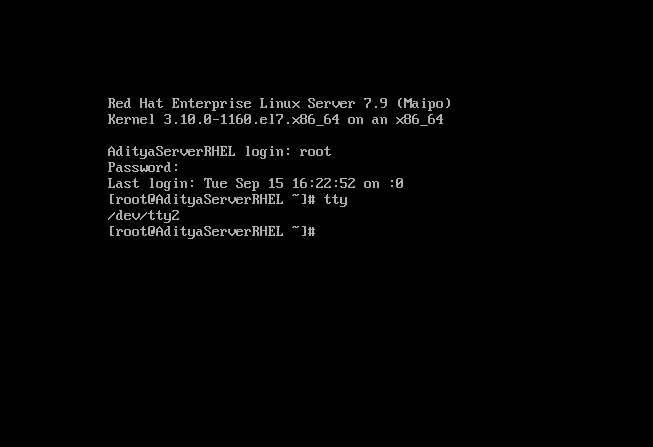 Red Hat Enterprise Linux Server 7.9 (Maipo)
Kernel 3.10.0-1160.el7.x86_64 on an x86_64
AdityaServerRHEL login: root
Password:
Last login: Tue Sep 15 16:22:52 on :0
[root@AdityaServerRHEL ~]# tty
/dev/tty2
[root@AdityaServerRHEL ~]#